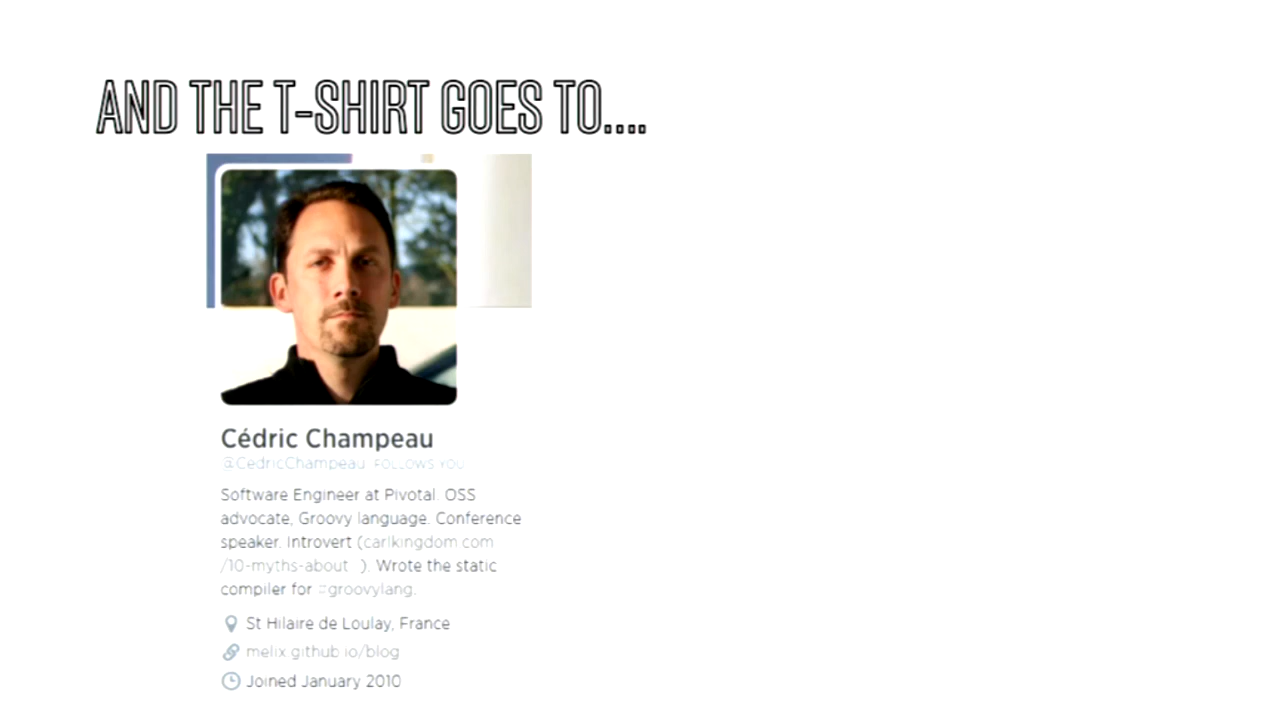 AND THE T-SHIRT GOES TO....
Cédric Champeau
@CedricChampeau FOLLOWS YOU
Software Engineer at Pivotal. OSS
advocate, Groovy language. Conference
speaker. Introvert (carlkingdom.com
/10-myths-about ). Wrote the static
compiler for #groovylang.
St Hilaire de Loulay, France
melix.github.io/blog
Joined January 2010